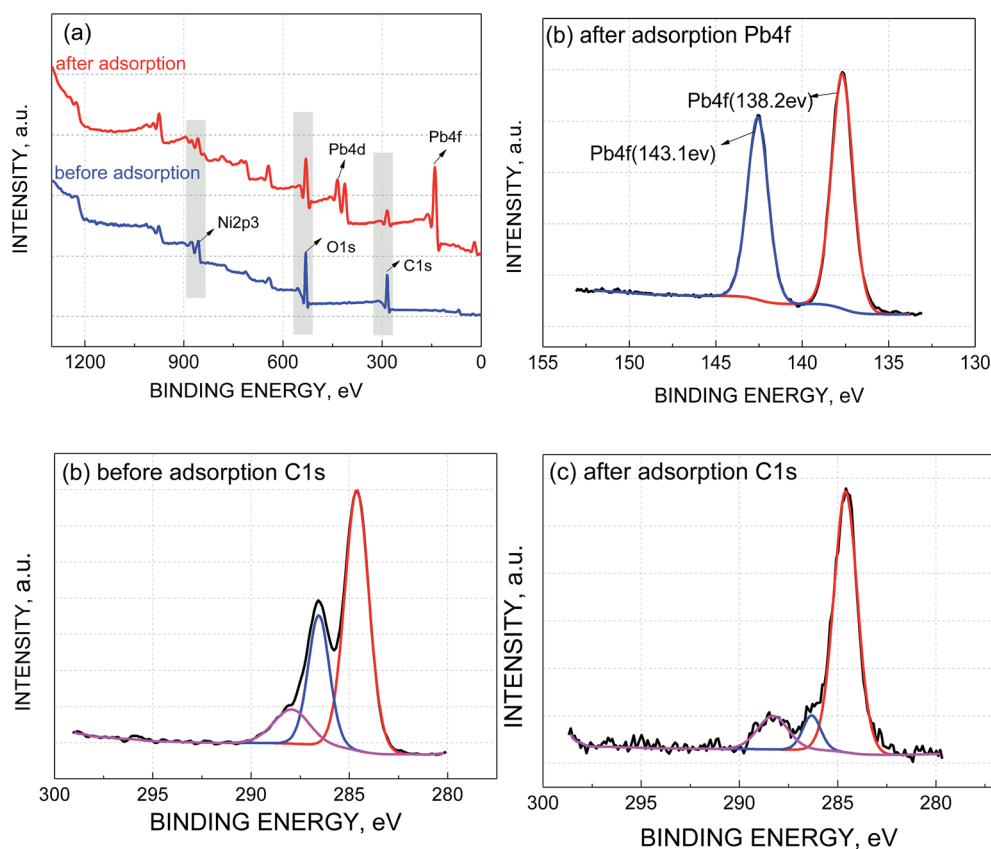 (a)
after adsorption
before adsorption
Ni2p3
O1s
C1s
Pb4d
Pb4f
INTENSITY, a.u.
1200 900 600 300 0
BINDING ENERGY, eV
(b) after adsorption Pb4f
Pb4f(138.2ev)
Pb4f(143.1ev)
INTENSITY, a.u.
155 150 145 140 135 130
BINDING ENERGY, eV
(b) before adsorption C1s
INTENSITY, a.u.
300 295 290 285 280
BINDING ENERGY, eV
(c) after adsorption C1s
INTENSITY, a.u.
300 295 290 285 280
BINDING ENERGY, eV